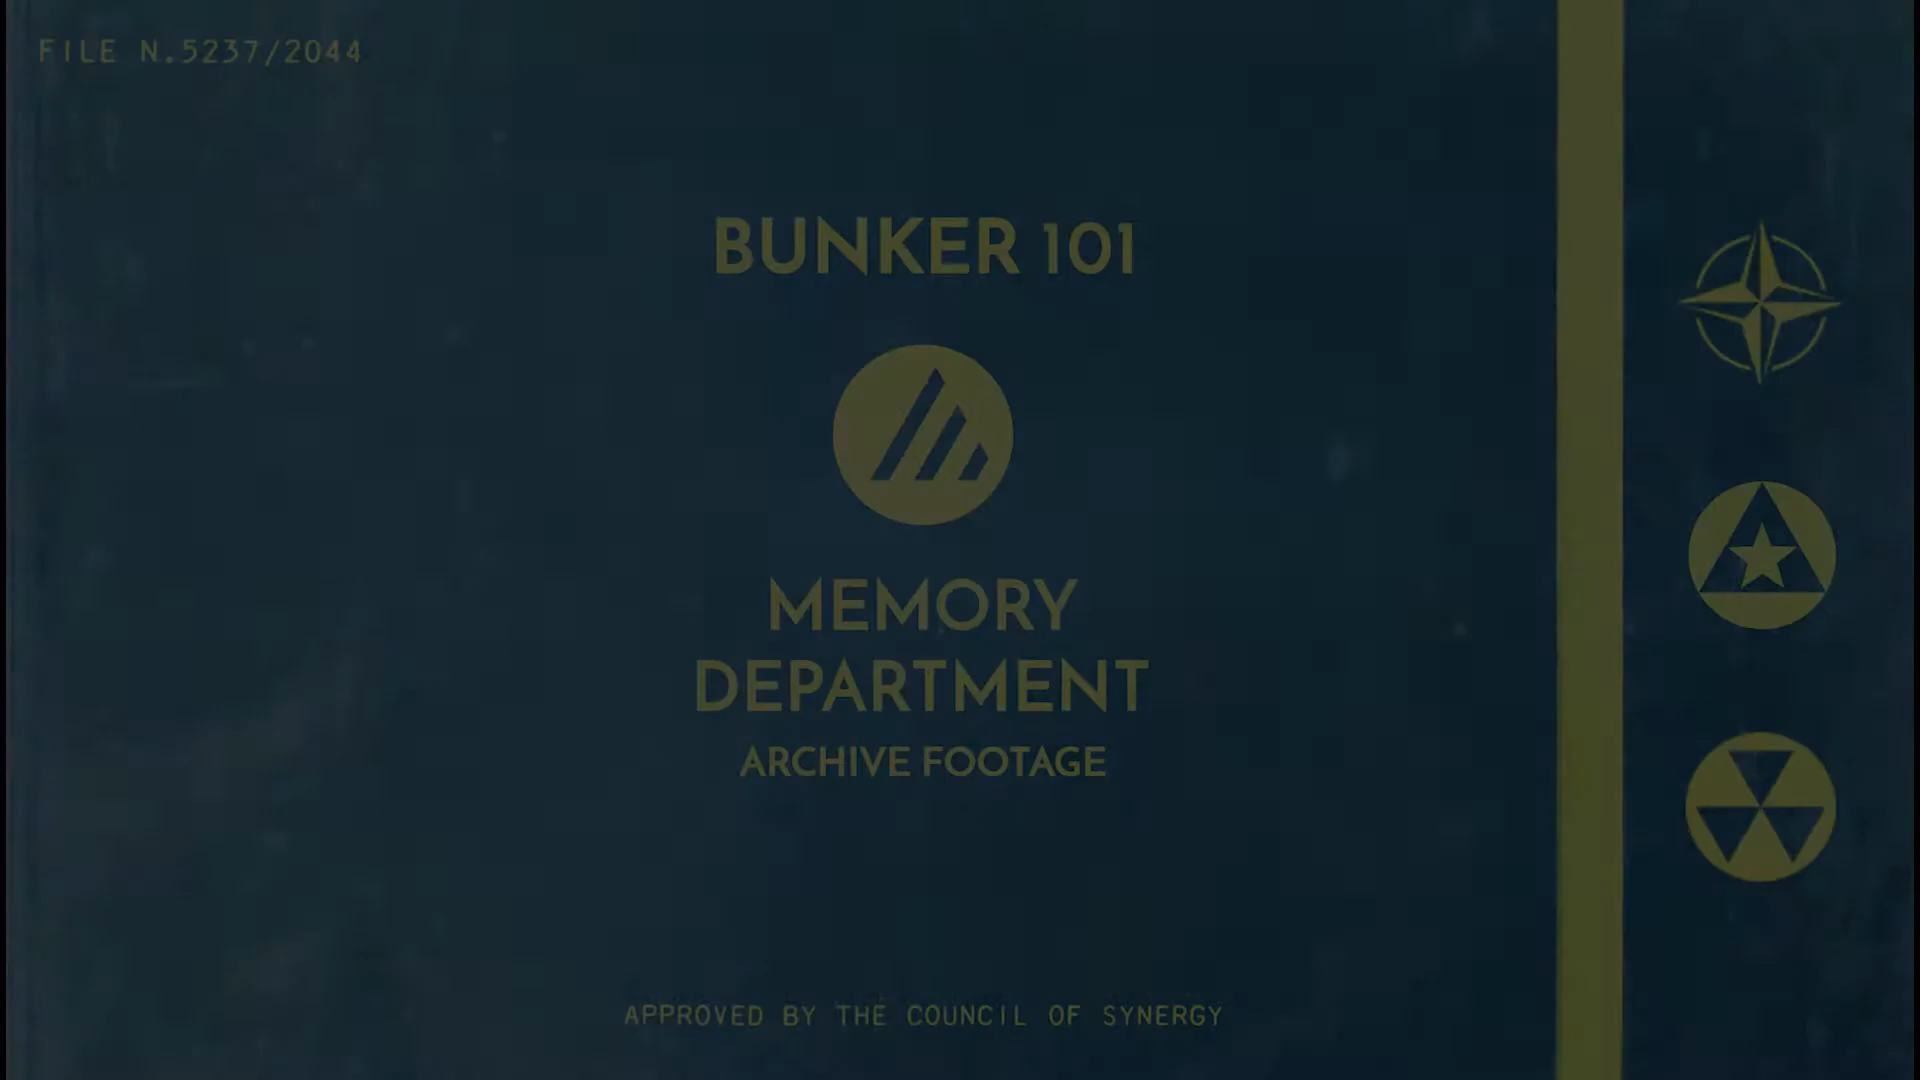 FILE N.5237/2044
BUNKER 101
MEMORY
DEPARTMENT
ARCHIVE FOOTAGE
APPROVED BY THE COUNCIL OF SYNERGY